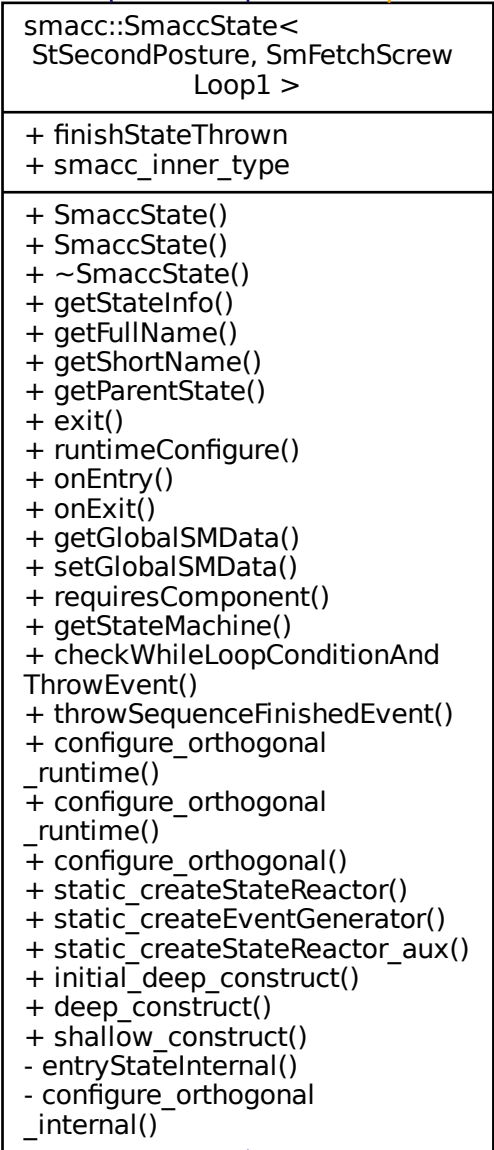 smacc::SmaccState<
StSecondPosture, SmFetchScrew
Loop1 >
+ finishStateThrown
+ smacc_inner_type
+ SmaccState()
+ SmaccState()
+ ~SmaccState()
+ getStateInfo()
+ getFullName()
+ getShortName()
+ getParentState()
+ exit()
+ runtimeConfigure()
+ onEntry()
+ onExit()
+ getGlobalSMData()
+ setGlobalSMData()
+ requiresComponent()
+ getStateMachine()
+ checkWhileLoopConditionAnd
ThrowEvent()
+ throwSequenceFinishedEvent()
+ configure_orthogonal
_runtime()
+ configure_orthogonal
_runtime()
+ configure_orthogonal()
+ static_createStateReactor()
+ static_createEventGenerator()
+ static_createStateReactor_aux()
+ initial_deep_construct()
+ deep_construct()
+ shallow_construct()
- entryStateInternal()
- configure_orthogonal
_internal()